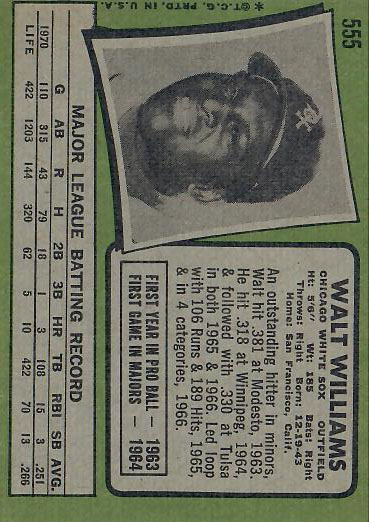 555
WALT WILLIAMS
CHICAGO WHITE SOX OUTFIELD
Ht: 5'6" Wt: 185 Bats: Right
Throws: Right Born: 12-19-43
Home: San Francisco, Calif.
An outstanding hitter in minors,
Walt hit .381 at Modesto, 1963.
He hit .318 at Winnipeg, 1964,
& followed with .330 at Tulsa
in both 1965 & 1966. Led loop
with 106 Runs & 189 Hits, 1965,
& in 4 categories, 1966.
FIRST YEAR IN PRO BALL — 1963
FIRST GAME IN MAJORS — 1964
*©T.C.G. PRTD. IN U.S.A.
MAJOR LEAGUE BATTING RECORD
G AB R H 2B 3B HR TB RBI SB AVG.
1970 110 315 43 79 18 1 3 108 15 3 .251
LIFE 422 1203 144 320 62 5 10 422 70 13 .266